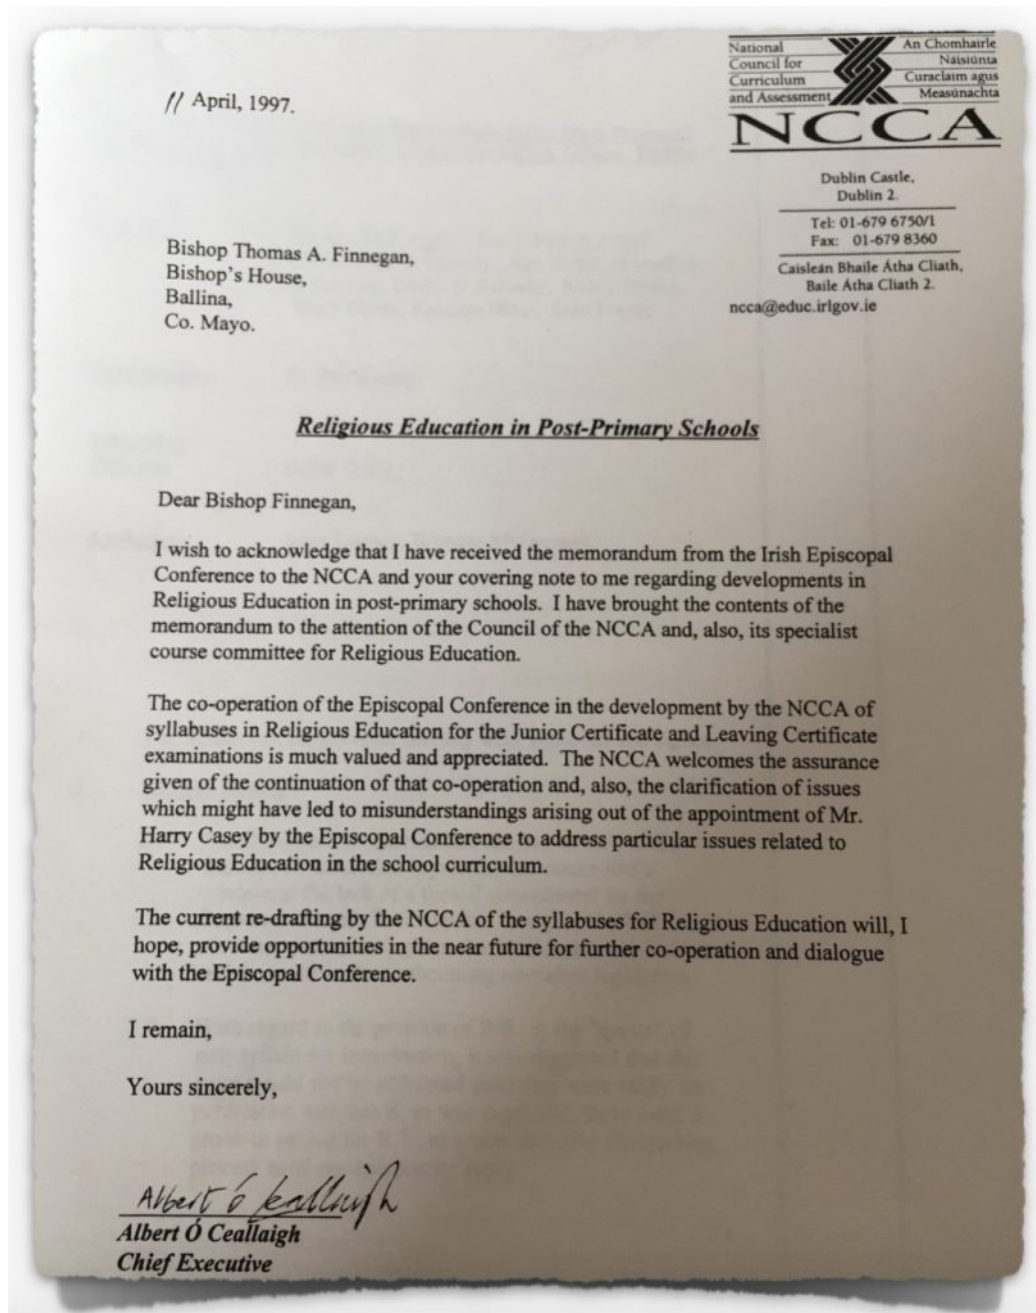 National
Council for
Curriculum
and Assessment
An Chomhairle
Náisiúnta
Curaclaim agus
Measúnachta
NCCA
11 April, 1997.
Dublin Castle,
Dublin 2.
Tel: 01-679 6750/1
Fax: 01-679 8360
Caisleán Bhaile Átha Cliath,
Baile Átha Cliath 2.
ncca@educ.irlgov.ie
Bishop Thomas A. Finnegan,
Bishop's House,
Ballina,
Co. Mayo.
Religious Education in Post-Primary Schools
Dear Bishop Finnegan,
I wish to acknowledge that I have received the memorandum from the Irish Episcopal
Conference to the NCCA and your covering note to me regarding developments in
Religious Education in post-primary schools. I have brought the contents of the
memorandum to the attention of the Council of the NCCA and, also, its specialist
course committee for Religious Education.
The co-operation of the Episcopal Conference in the development by the NCCA of
syllabuses in Religious Education for the Junior Certificate and Leaving Certificate
examinations is much valued and appreciated. The NCCA welcomes the assurance
given of the continuation of that co-operation and, also, the clarification of issues
which might have led to misunderstandings arising out of the appointment of Mr.
Harry Casey by the Episcopal Conference to address particular issues related to
Religious Education in the school curriculum.
The current re-drafting by the NCCA of the syllabuses for Religious Education will, I
hope, provide opportunities in the near future for further co-operation and dialogue
with the Episcopal Conference.
I remain,
Yours sincerely,
Albert Ó Ceallaigh
Albert Ó Ceallaigh
Chief Executive